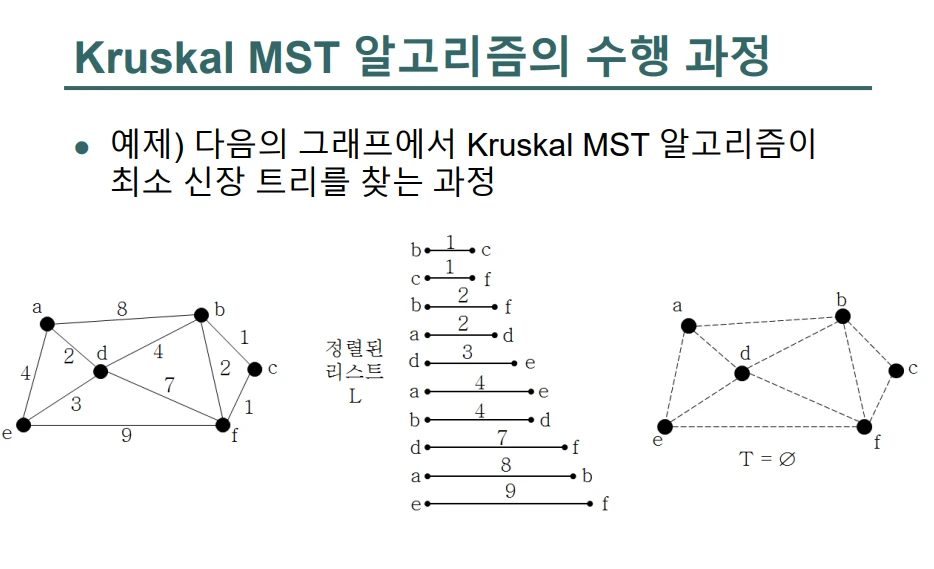 Kruskal MST 알고리즘의 수행 과정
예제) 다음의 그래프에서 Kruskal MST 알고리즘이
최소 신장 트리를 찾는 과정
a 8 b
2 d 4 1
4 7 2 c
3 1
e 9 f
정렬된
리스트
L
b 1 c
c 1 f
b 2 f
a 2 d
d 3 e
a 4 e
b 4 d
d 7 f
a 8 b
e 9 f
a b
d
c
e f
T = ∅